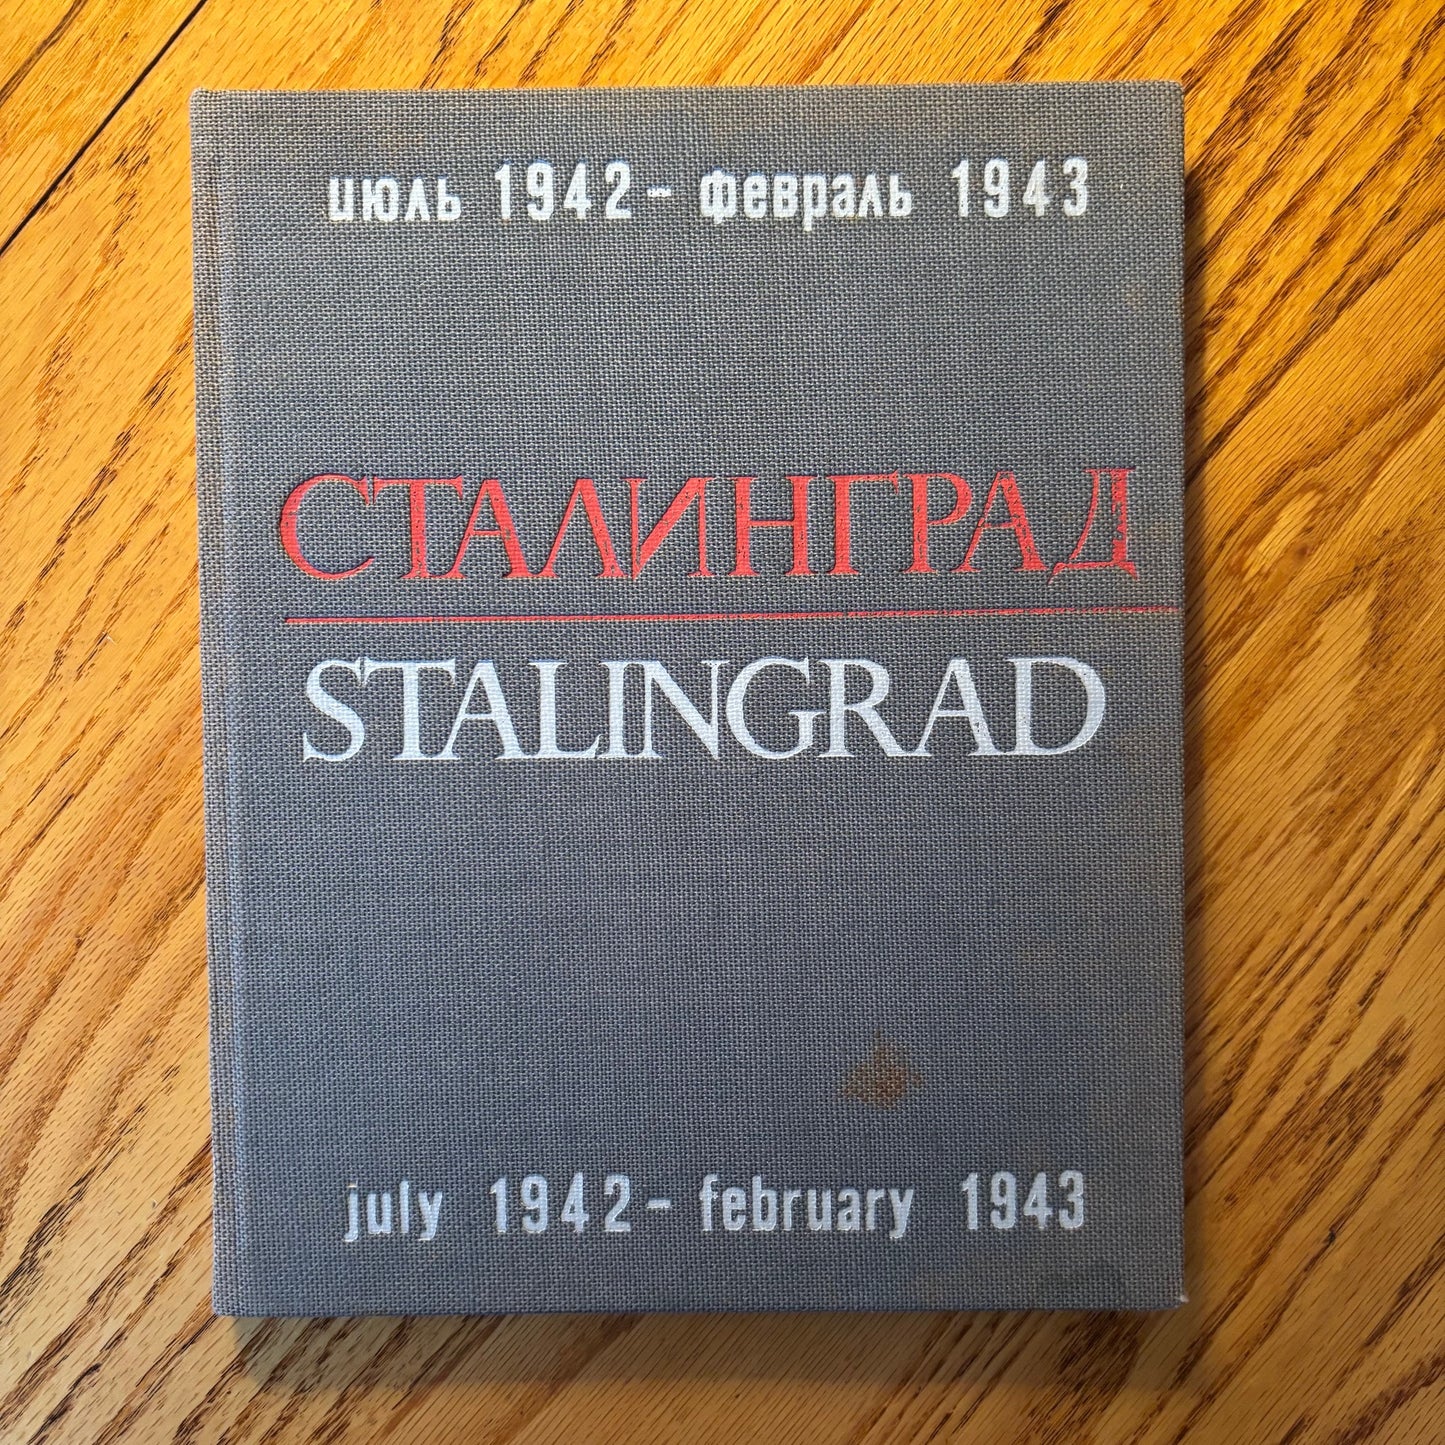 июль 1942 - февраль 1943
СТАЛИНГРАД
STALINGRAD
july 1942 - february 1943